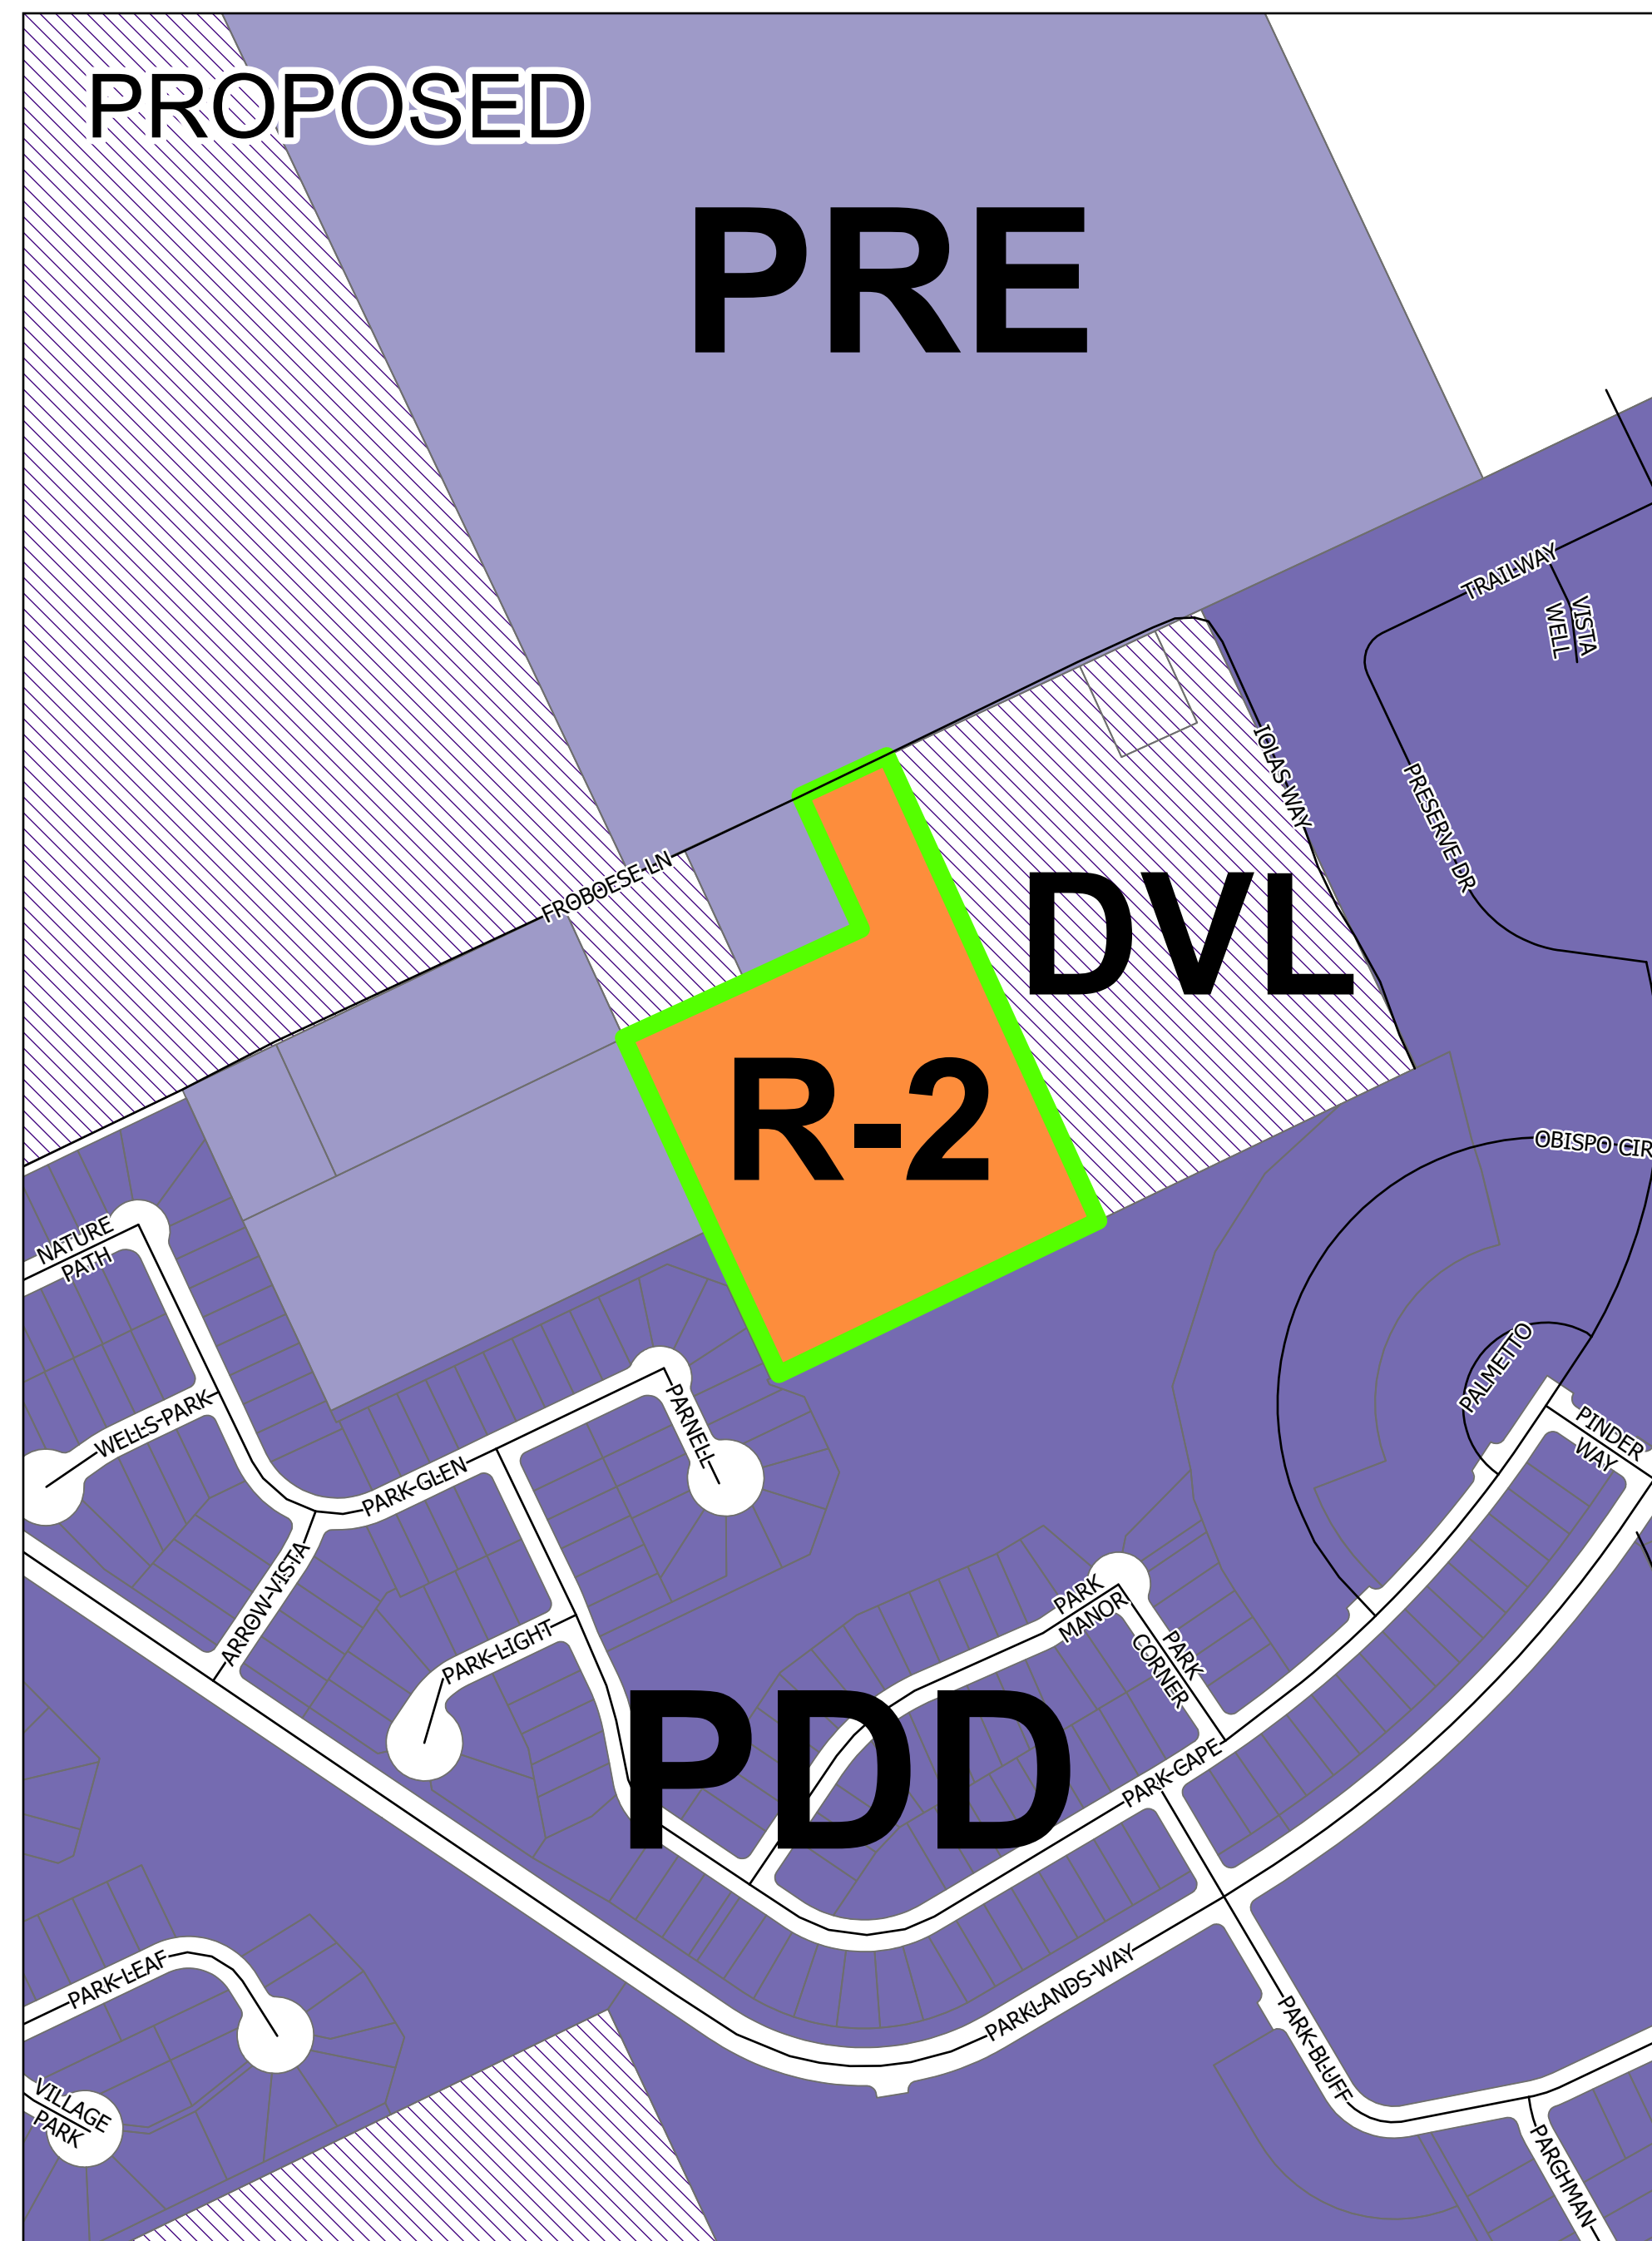 PROPOSED
PRE
TRAILWAY
VISTA
WELL
IOLAS WAY
PRESERVE DR
FROBOESE LN
DVL
R-2
OBISPO CIR
NATURE
PATH
PALMETTO
WELLS PARK
PARNELL
PINDER
WAY
PARK GLEN
ARROW VISTA
PARK
MANOR
PARK LIGHT
PARK
CORNER
PDD
PARK CAPE
PARK LEAF
PARKLANDS WAY
PARK BLUFF
VILLAGE
PARK
PARCHMAN